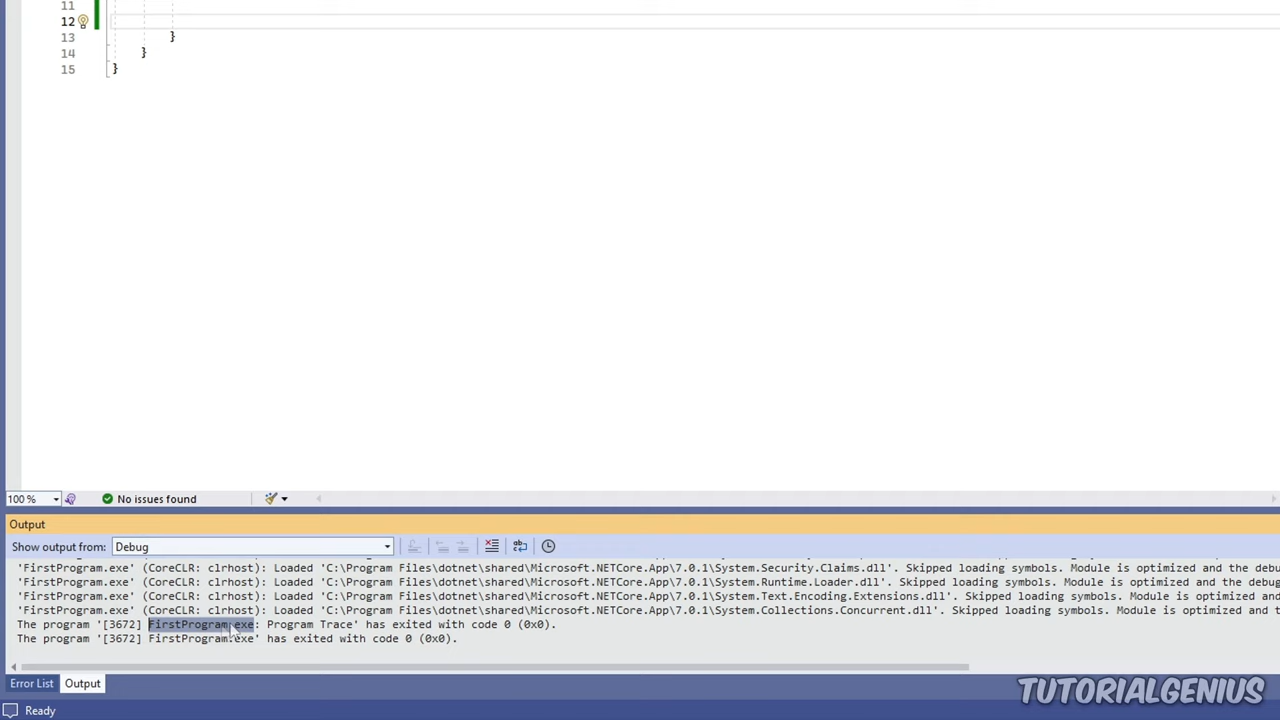 11
12
13 }
14 }
15 }
100 % No issues found
Output
Show output from: Debug
'FirstProgram.exe' (CoreCLR: clrhost): Loaded 'C:\Program Files\dotnet\shared\Microsoft.NETCore.App\7.0.1\System.Security.Claims.dll'. Skipped loading symbols. Module is optimized and the debu
'FirstProgram.exe' (CoreCLR: clrhost): Loaded 'C:\Program Files\dotnet\shared\Microsoft.NETCore.App\7.0.1\System.Runtime.Loader.dll'. Skipped loading symbols. Module is optimized and the debug
'FirstProgram.exe' (CoreCLR: clrhost): Loaded 'C:\Program Files\dotnet\shared\Microsoft.NETCore.App\7.0.1\System.Text.Encoding.Extensions.dll'. Skipped loading symbols. Module is optimized an
'FirstProgram.exe' (CoreCLR: clrhost): Loaded 'C:\Program Files\dotnet\shared\Microsoft.NETCore.App\7.0.1\System.Collections.Concurrent.dll'. Skipped loading symbols. Module is optimized and t
The program '[3672] FirstProgram.exe: Program Trace' has exited with code 0 (0x0).
The program '[3672] FirstProgram.exe' has exited with code 0 (0x0).
Error List Output
TUTORIALGENIUS
Ready